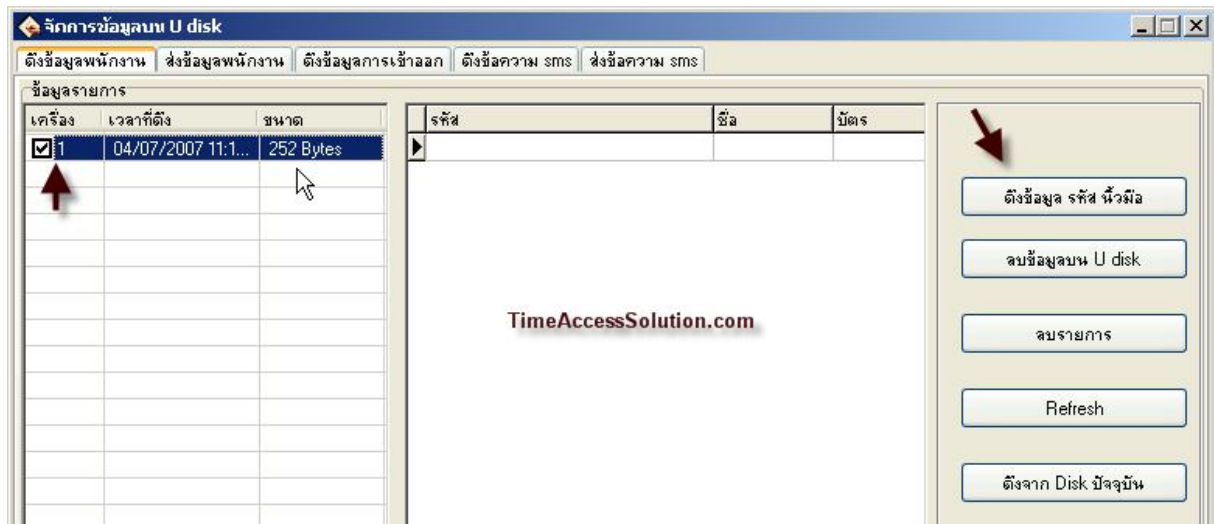 จัดการข้อมูลบน U disk
ดึงข้อมูลพนักงาน ส่งข้อมูลพนักงาน ดึงข้อมูลการเข้าออก ดึงข้อความ sms ส่งข้อความ sms
ข้อมูลรายการ
เครื่อง เวลาที่ดึง ขนาด รหัส ชื่อ บัตร
1 04/07/2007 11:1... 252 Bytes
ดึงข้อมูล รหัส นิ้วมือ
ลบข้อมูลบน U disk
TimeAccessSolution.com
ลบรายการ
Refresh
ดึงจาก Disk ปัจจุบัน